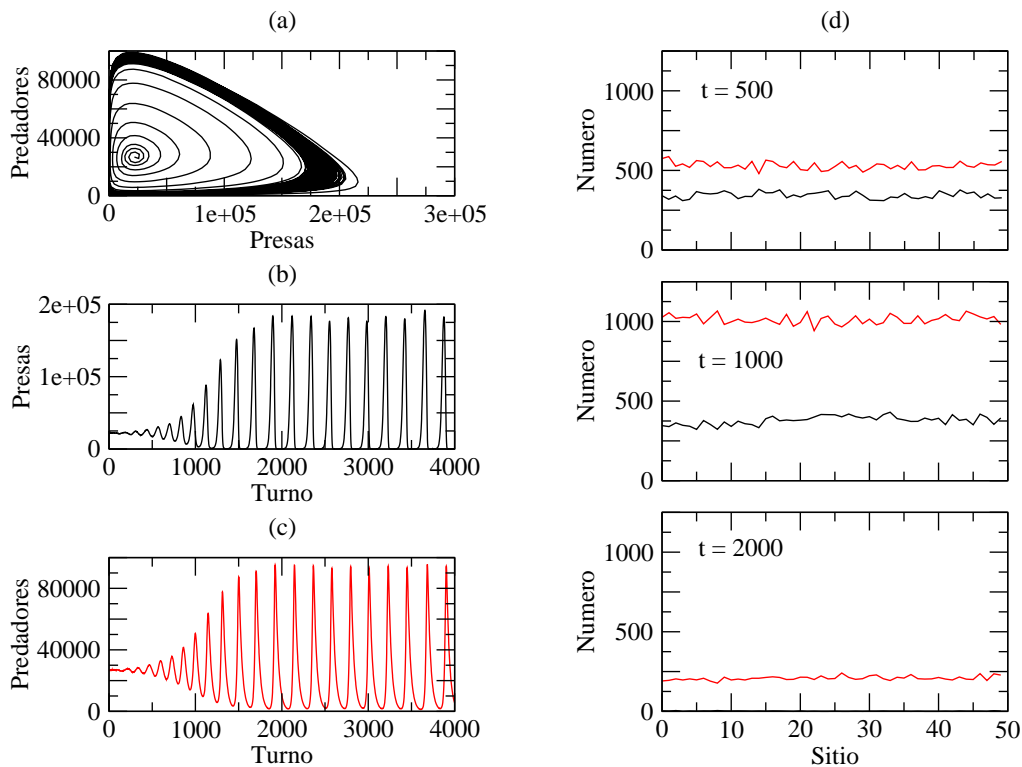 (a)
80000
40000
0
Predadores
0
1e+05
2e+05
3e+05
Presas
(b)
2e+05
1e+05
0
Presas
0
1000
2000
3000
4000
Turno
(c)
80000
40000
0
Predadores
0
1000
2000
3000
4000
Turno
(d)
t = 500
1000
500
0
Numero
t = 1000
1000
500
0
Numero
t = 2000
1000
500
0
Numero
0
10
20
30
40
50
Sitio